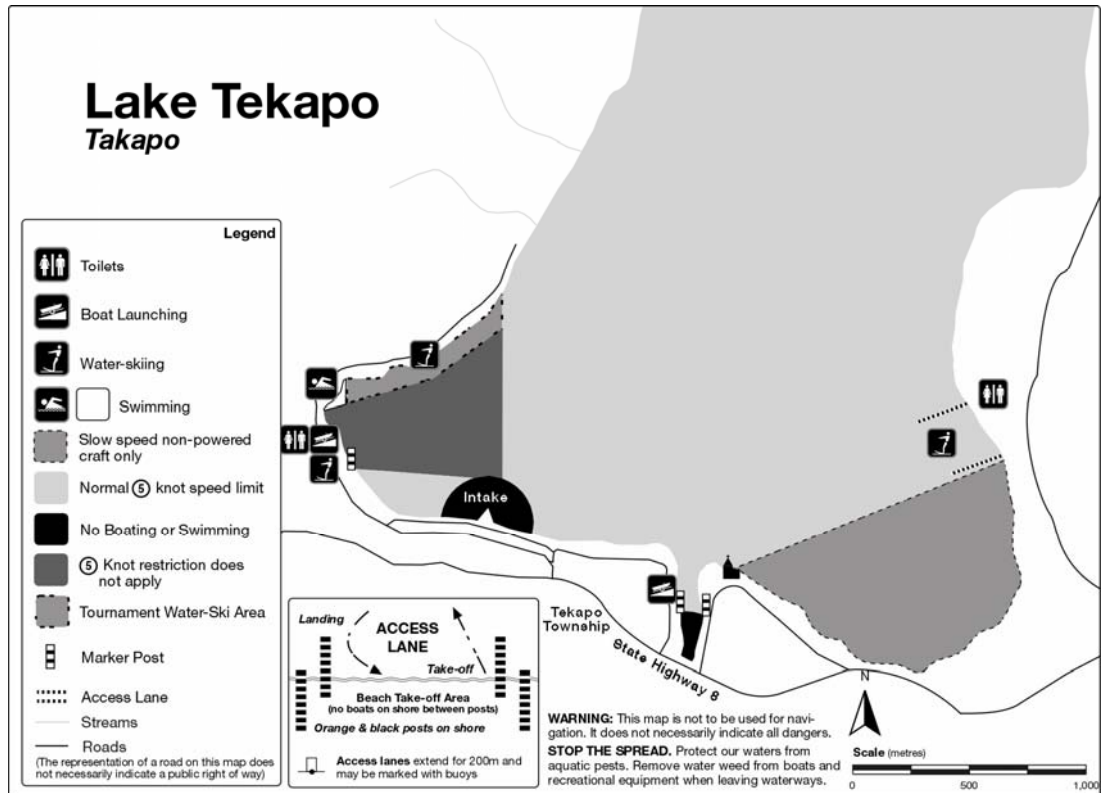 Lake Tekapo
Takapo
Legend
Toilets
Boat Launching
Water-skiing
Swimming
Slow speed non-powered
craft only
Normal 5 knot speed limit
No Boating or Swimming
5 Knot restriction does
not apply
Tournament Water-Ski Area
Marker Post
Access Lane
Streams
Roads
(The representation of a road on this map does
not necessarily indicate a public right of way)
Intake
Tekapo
Township
State Highway 8
Landing
ACCESS
LANE
Take-off
Beach Take-off Area
(no boats on shore between posts)
Orange & black posts on shore
Access lanes extend for 200m and
may be marked with buoys
N
WARNING: This map is not to be used for navi-
gation. It does not necessarily indicate all dangers.
STOP THE SPREAD. Protect our waters from
aquatic pests. Remove water weed from boats and
recreational equipment when leaving waterways.
Scale (metres)
0 500 1,000